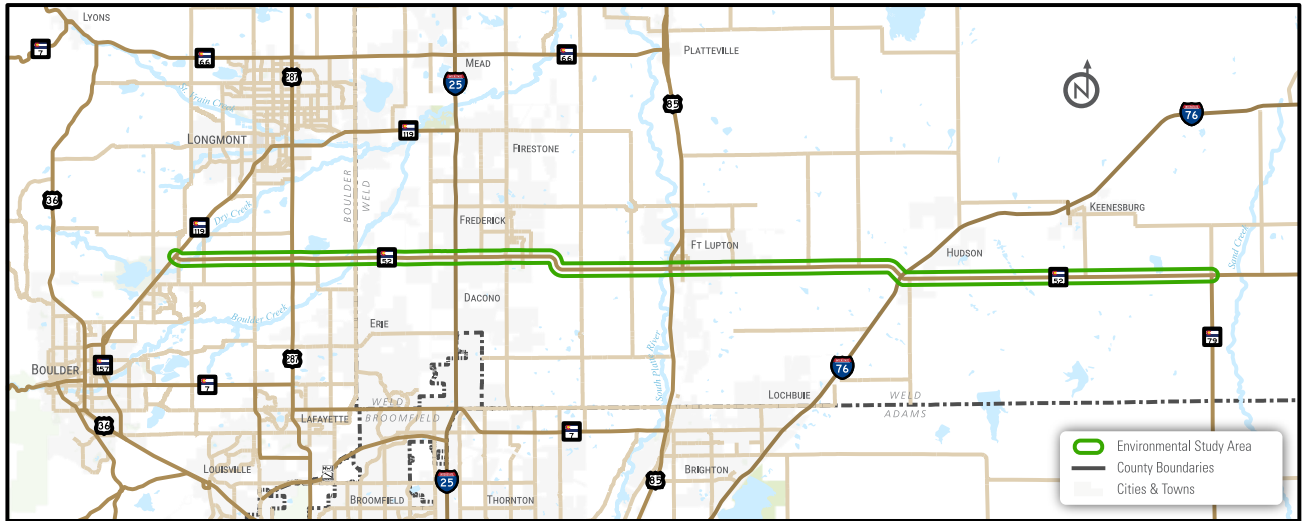 LYONS
7
66
287
MEAD
25
66
PLATTEVILLE
85
N
76
St. Vrain Creek
LONGMONT
119
FIRESTONE
BOULDER
WELD
36
Dry Creek
119
FREDERICK
52
FT LUPTON
HUDSON
KEENESBURG
52
Sand Creek
DACONO
Boulder Creek
ERIE
South Platte River
79
BOULDER
157
287
7
76
WELD
BROOMFIELD
LOCHBUIE
WELD
ADAMS
36
LAFAYETTE
7
LOUISVILLE
BRIGHTON
25
85
BROOMFIELD
THORNTON
Environmental Study Area
County Boundaries
Cities & Towns